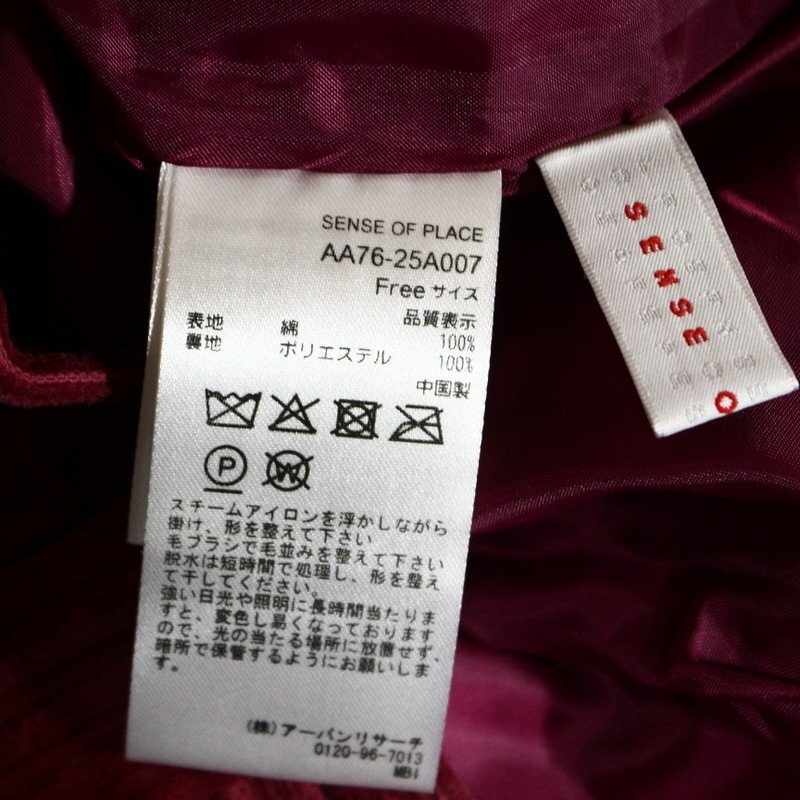 SENSE OF PLACE
AA76-25A007
Free サイズ
品質表示
表地 綿 100%
裏地 ポリエステル 100%
中国製
P
W
スチームアイロンを浮かしながら
掛け、形を整えて下さい
毛ブラシで毛並みを整えて下さい
脱水は短時間で処理し、形を整え
て干してください。
強い日光や照明に長時間当たりま
すと、変色し易くなっております
ので、光の当たる場所に放置せず、
暗所で保管するようにお願いしま
す。
(株)アーバンリサーチ
0120-96-7013
MBI
SENSE O